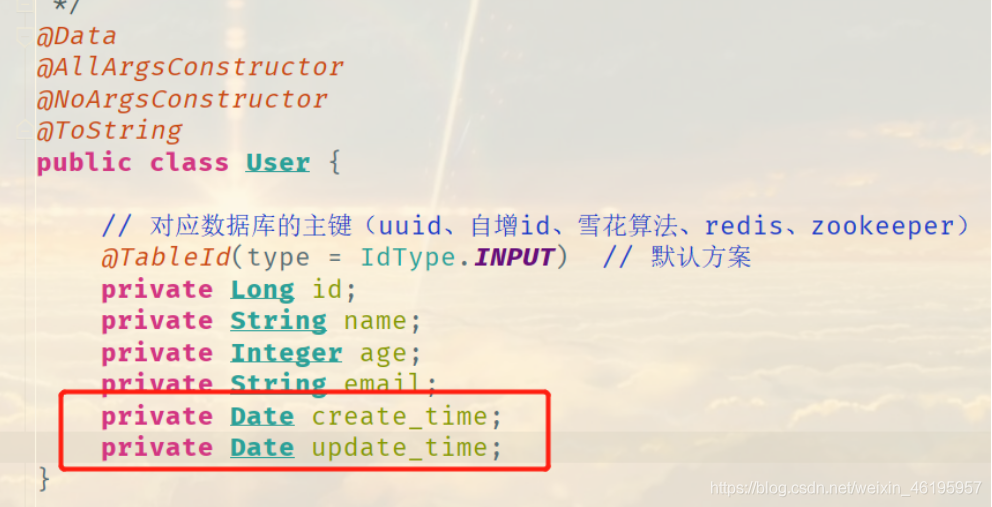 */
@Data
@AllArgsConstructor
@NoArgsConstructor
@ToString
public class User {
// 对应数据库的主键（uuid、自增id、雪花算法、redis、zookeeper）
@TableId(type = IdType.INPUT)  // 默认方案
private Long id;
private String name;
private Integer age;
private String email;
private Date create_time;
private Date update_time;
}
https://blog.csdn.net/weixin_46195957